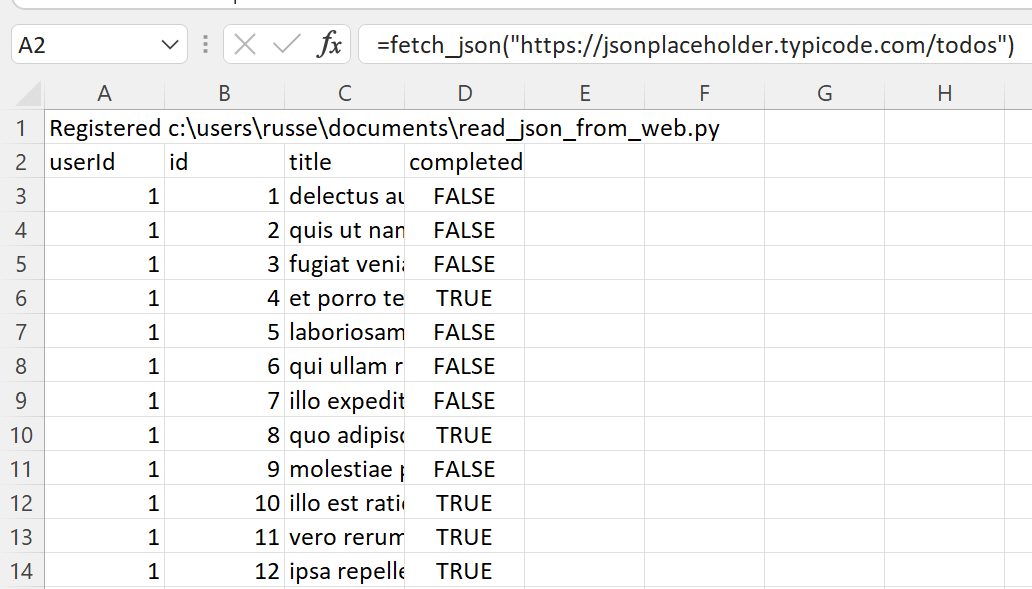 A2 fx =fetch_json("https://jsonplaceholder.typicode.com/todos")
A B C D E F G H
1 Registered c:\users\russe\documents\read_json_from_web.py
2 userId id title completed
3 1 1 delectus au FALSE
4 1 2 quis ut nam FALSE
5 1 3 fugiat venia FALSE
6 1 4 et porro te TRUE
7 1 5 laboriosam FALSE
8 1 6 qui ullam r FALSE
9 1 7 illo expedit FALSE
10 1 8 quo adipisc TRUE
11 1 9 molestiae p FALSE
12 1 10 illo est ratio TRUE
13 1 11 vero rerum TRUE
14 1 12 ipsa repelle TRUE